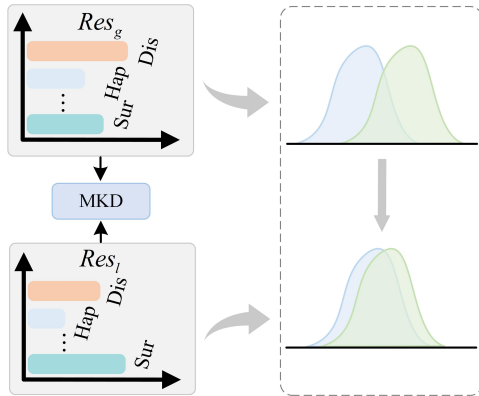 Res_g
Dis
Hap
⋮
Sur
MKD
Res_l
Dis
Hap
⋮
Sur